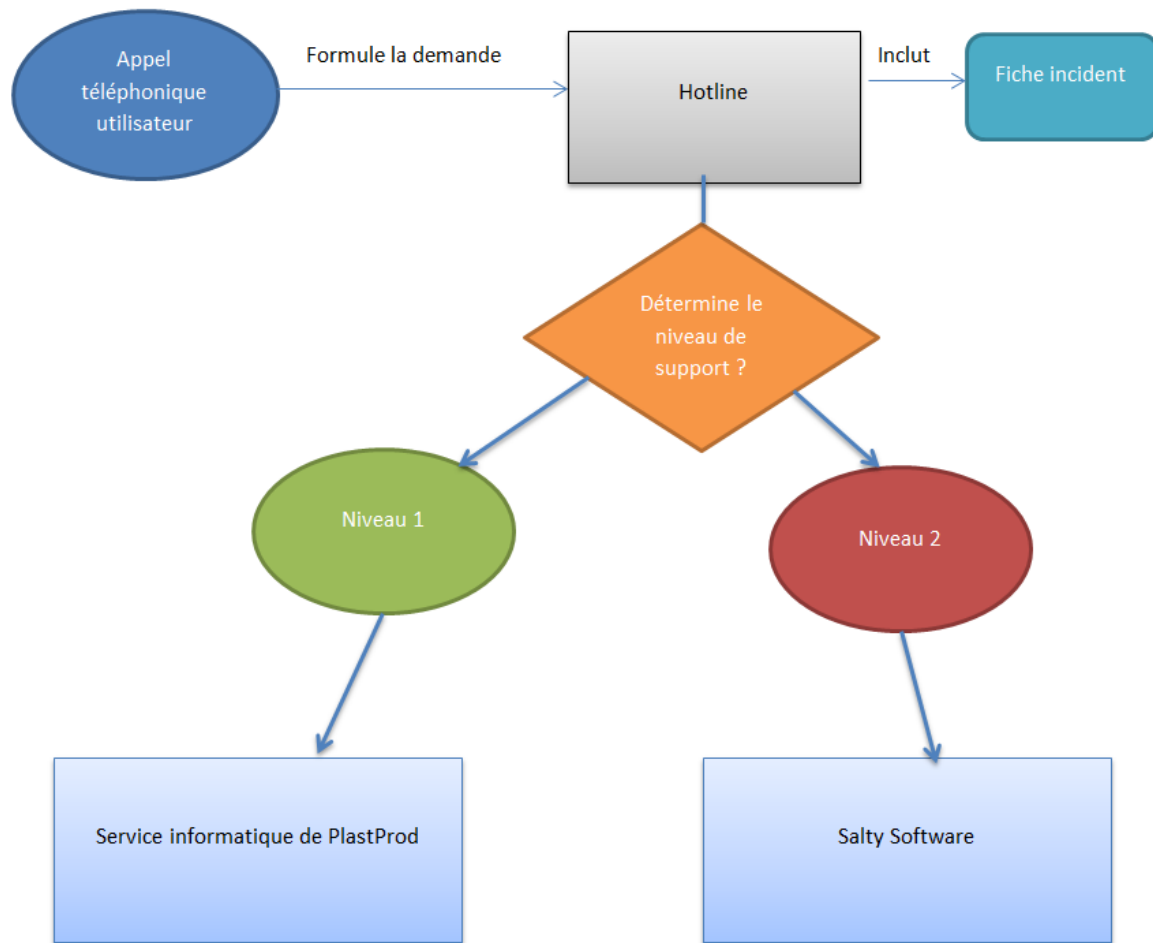 Appel
téléphonique
utilisateur
Formule la demande
Hotline
Inclut
Fiche incident
Détermine le
niveau de
support ?
Niveau 1
Niveau 2
Service informatique de PlastProd
Salty Software